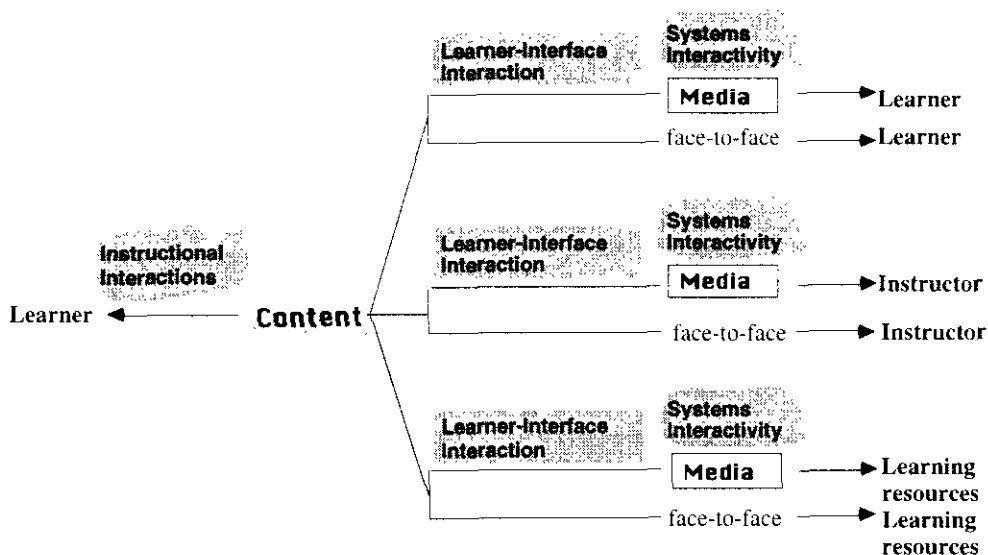 Learner-Interface
Interaction
Systems
Interactivity
Media
Learner
face-to-face
Learner
Instructional
Interactions
Learner
Content
Learner-Interface
Interaction
Systems
Interactivity
Media
Instructor
face-to-face
Instructor
Learner-Interface
Interaction
Systems
Interactivity
Media
Learning
resources
face-to-face
Learning
resources